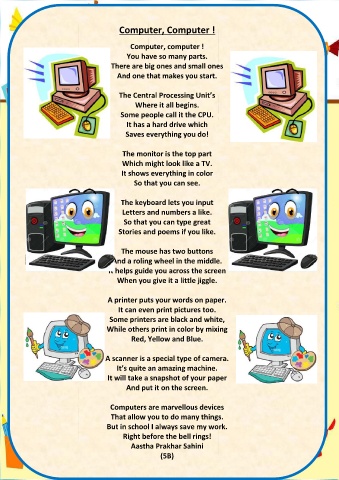 Computer, Computer !
Computer, computer !
You have so many parts.
There are big ones and small ones
And one that makes you start.
The Central Processing Unit's
Where it all begins.
Some people call it the CPU.
It has a hard drive which
Saves everything you do!
The monitor is the top part
Which might look like a TV.
It shows everything in color
So that you can see.
The keyboard lets you input
Letters and numbers a like.
So that you can type great
Stories and poems if you like.
The mouse has two buttons
And a roling wheel in the middle.
It helps guide you across the screen
When you give it a little jiggle.
A printer puts your words on paper.
It can even print pictures too.
Some printers are black and white,
While others print in color by mixing
Red, Yellow and Blue.
A scanner is a special type of camera.
It's quite an amazing machine.
It will take a snapshot of your paper
And put it on the screen.
Computers are marvellous devices
That allow you to do many things.
But in school I always save my work.
Right before the bell rings!
Aastha Prakhar Sahini
(5B)